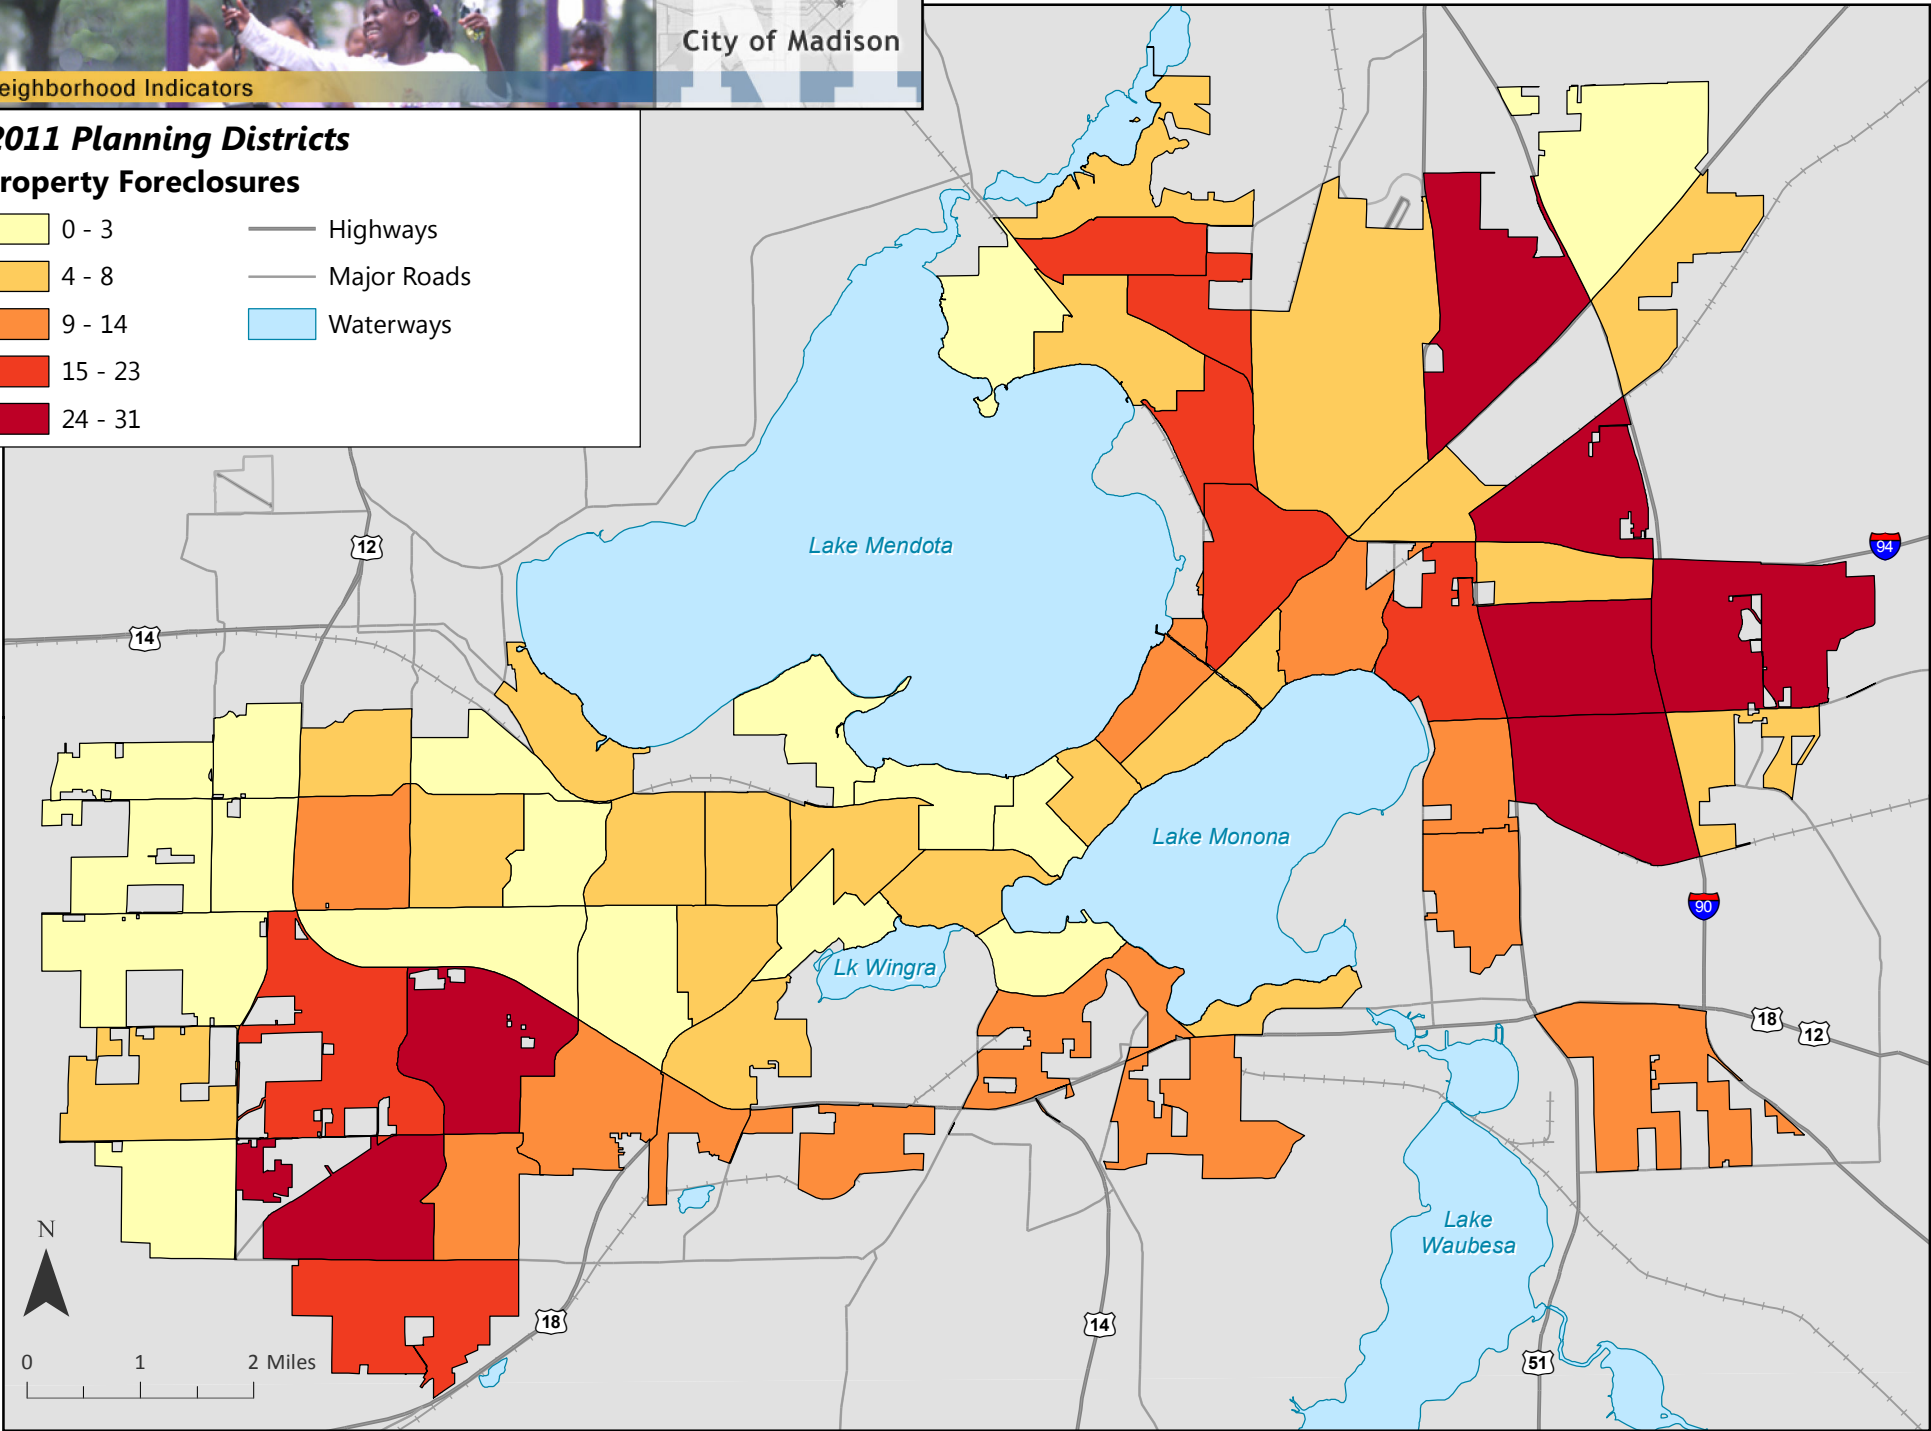 City of Madison
eighborhood Indicators
NI
2011 Planning Districts
roperty Foreclosures
0 - 3
Highways
4 - 8
Major Roads
9 - 14
Waterways
15 - 23
24 - 31
Lake Mendota
12
94
14
Lake Monona
90
Lk Wingra
18
12
N
Lake
Waubesa
18
14
0 1 2 Miles
51